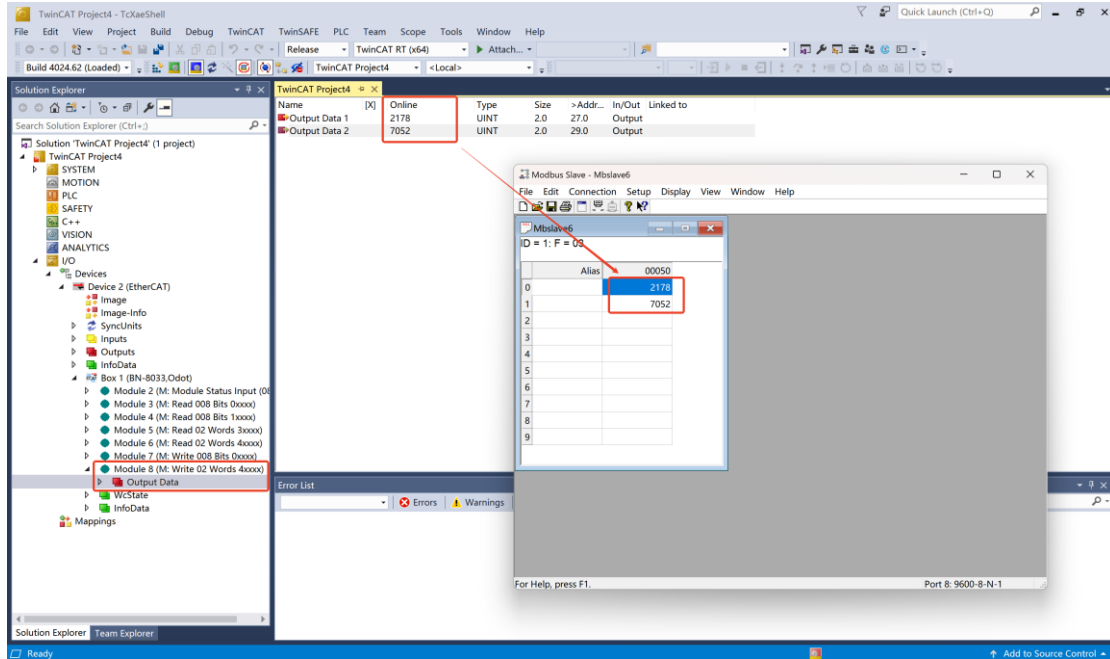 TwinCAT Project4 - TcXaeShell
Quick Launch (Ctrl+Q)
File Edit View Project Build Debug TwinCAT TwinSAFE PLC Team Scope Tools Window Help
Release TwinCAT RT (x64) Attach...
Build 4024.62 (Loaded) TwinCAT Project4 <Local>
Solution Explorer
Search Solution Explorer (Ctrl+;)
Solution 'TwinCAT Project4' (1 project)
TwinCAT Project4
SYSTEM
MOTION
PLC
SAFETY
C++
VISION
ANALYTICS
I/O
Devices
Device 2 (EtherCAT)
Image
Image-Info
SyncUnits
Inputs
Outputs
InfoData
Box 1 (BN-8033,Odot)
Module 2 (M: Module Status Input (08
Module 3 (M: Read 008 Bits 0xxxx)
Module 4 (M: Read 008 Bits 1xxxx)
Module 5 (M: Read 02 Words 3xxxx)
Module 6 (M: Read 02 Words 4xxxx)
Module 7 (M: Write 008 Bits 0xxxx)
Module 8 (M: Write 02 Words 4xxxx)
Output Data
WcState
InfoData
Mappings
Solution Explorer Team Explorer
TwinCAT Project4
Name [X] Online Type Size >Addr... In/Out Linked to
Output Data 1 2178 UINT 2.0 27.0 Output
Output Data 2 7052 UINT 2.0 29.0 Output
Modbus Slave - Mbslave6
File Edit Connection Setup Display View Window Help
Mbslave6
ID = 1: F = 03
Alias 00050
0 2178
1 7052
2
3
4
5
6
7
8
9
For Help, press F1. Port 8: 9600-8-N-1
Error List
Errors Warnings
Ready
Add to Source Control